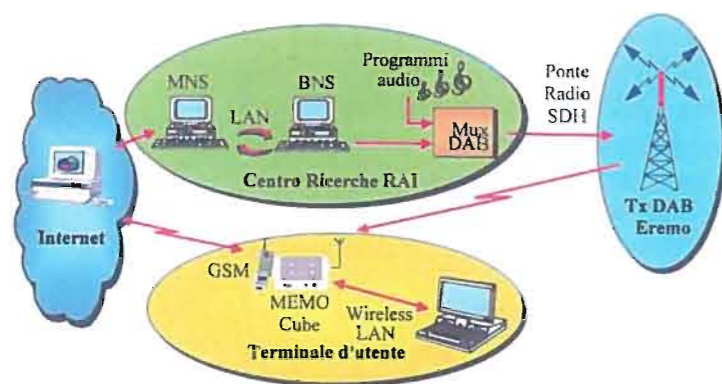 Programmi
audio
MNS
BNS
LAN
Mux
DAB
Centro Ricerche RAI
Ponte
Radio
SDH
Tx DAB
Eremo
Internet
GSM
MEMO
Cube
Wireless
LAN
Terminale d'utente